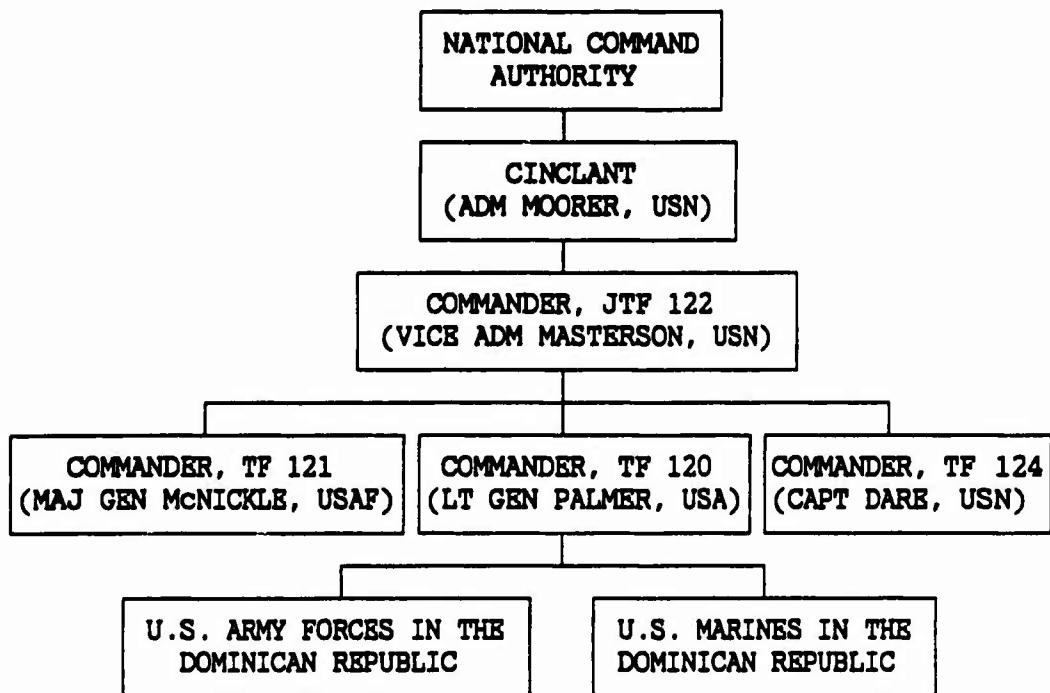 NATIONAL COMMAND
AUTHORITY
CINCLANT
(ADM MOORER, USN)
COMMANDER, JTF 122
(VICE ADM MASTERSON, USN)
COMMANDER, TF 121
(MAJ GEN McNICKLE, USAF)
COMMANDER, TF 120
(LT GEN PALMER, USA)
COMMANDER, TF 124
(CAPT DARE, USN)
U.S. ARMY FORCES IN THE
DOMINICAN REPUBLIC
U.S. MARINES IN THE
DOMINICAN REPUBLIC